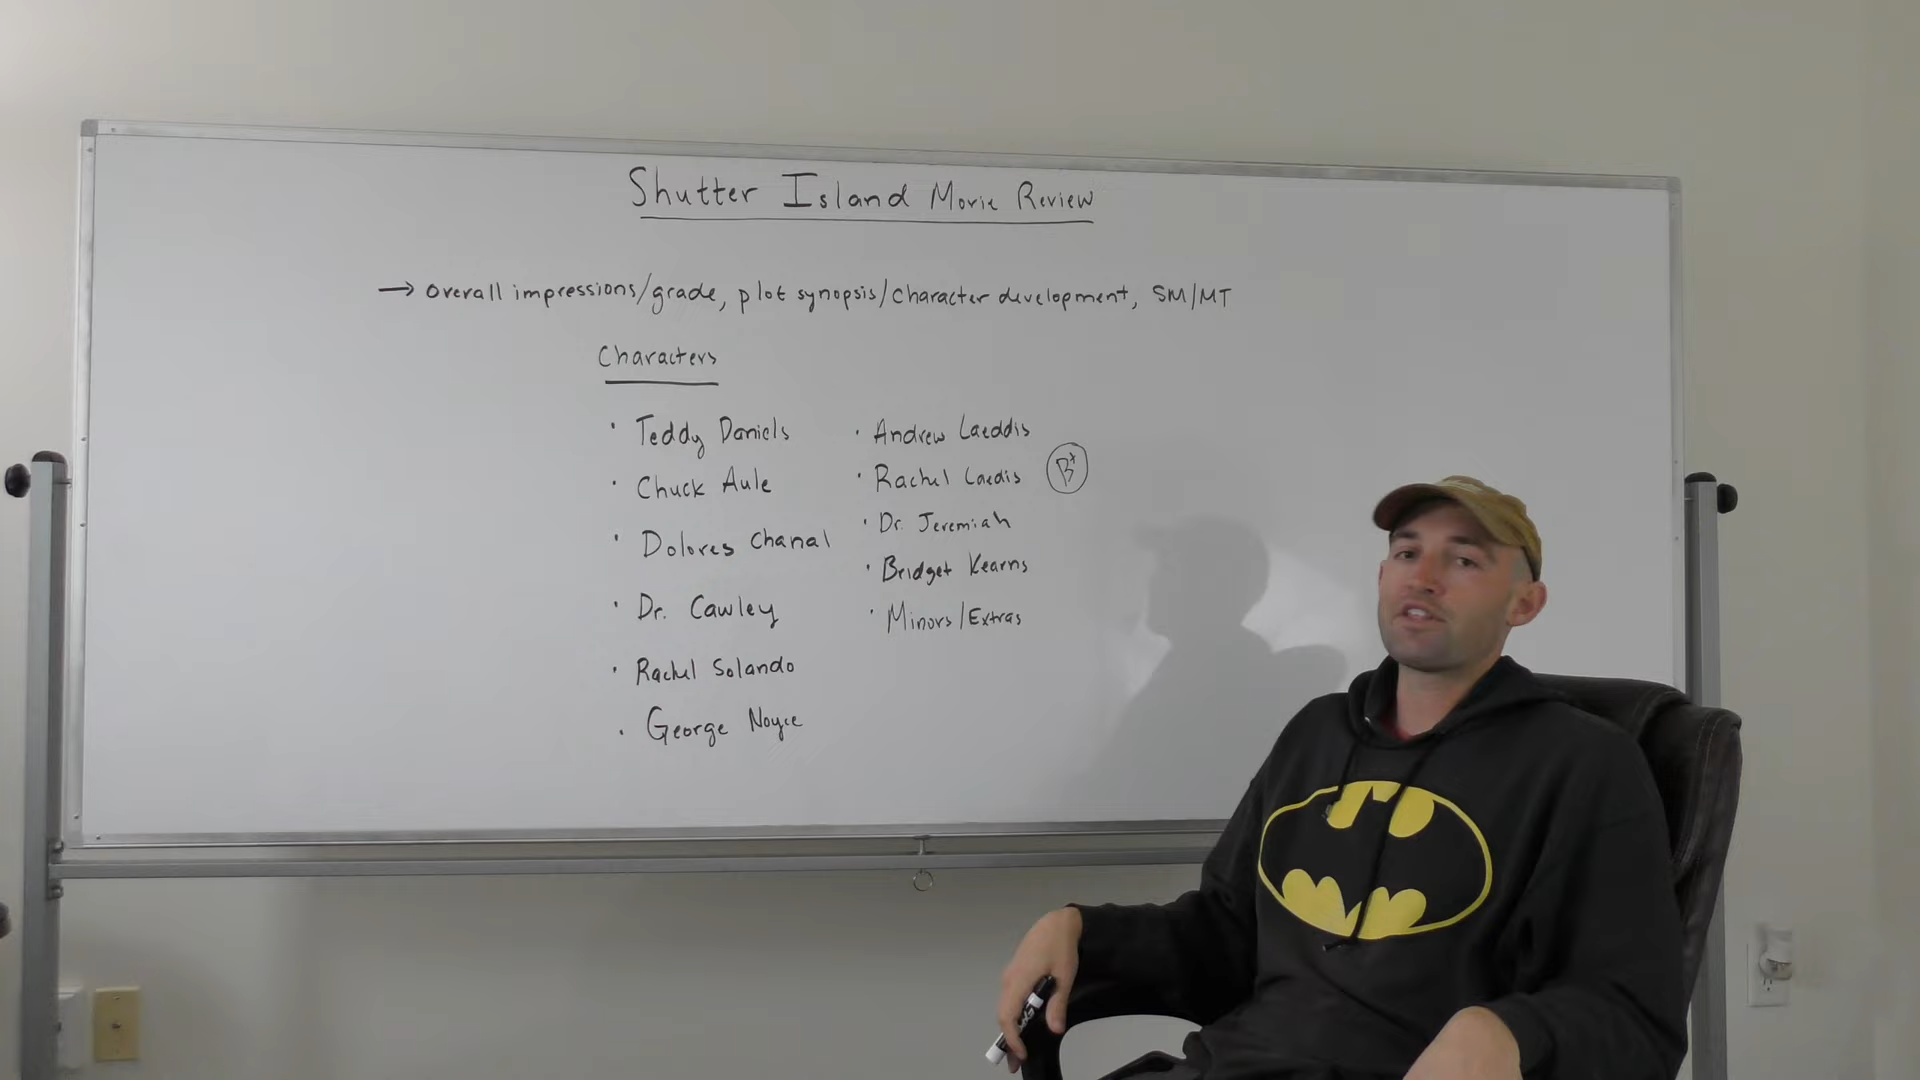 Shutter Island Movie Review
→ overall impressions/grade, plot synopsis/character development, SM/MT
Characters
· Teddy Daniels
· Chuck Aule
· Dolores Chanal
· Dr. Cawley
· Rachel Solando
· George Noyce
· Andrew Laeddis
· Rachel Laedis
B+
· Dr. Jeremiah
· Bridget Kearns
· Minors/Extras